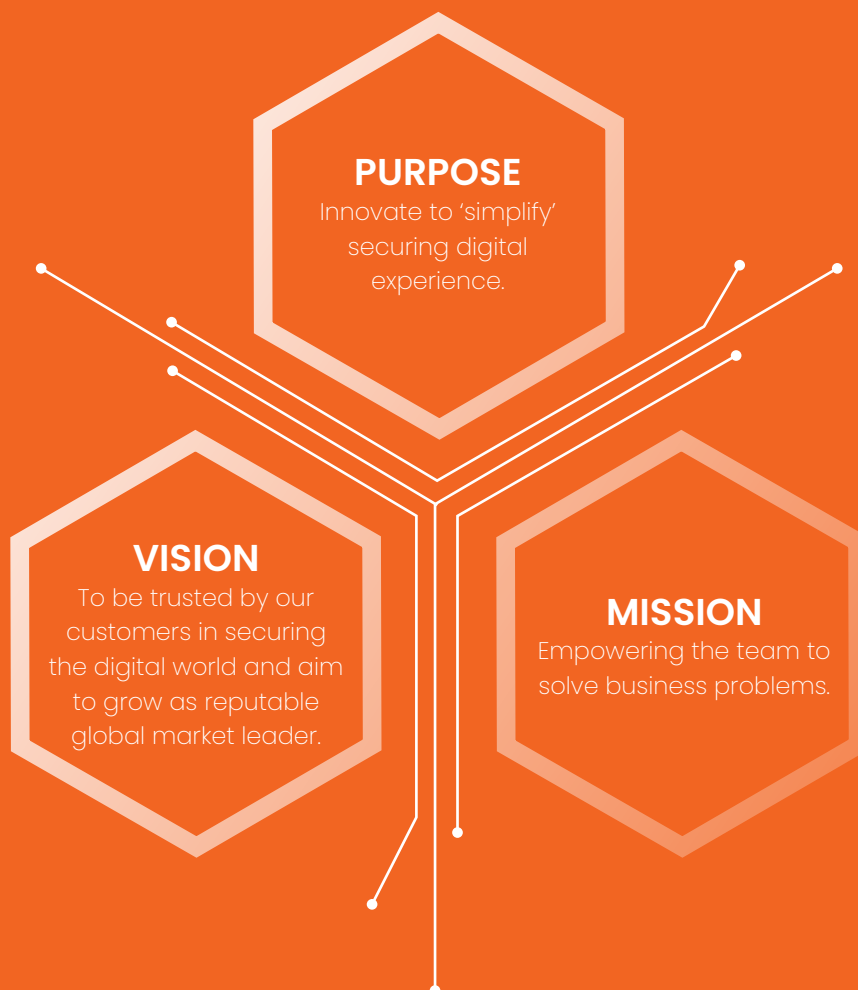 PURPOSE
Innovate to ‘simplify’
securing digital
experience.
VISION
To be trusted by our
customers in securing
the digital world and aim
to grow as reputable
global market leader.
MISSION
Empowering the team to
solve business problems.